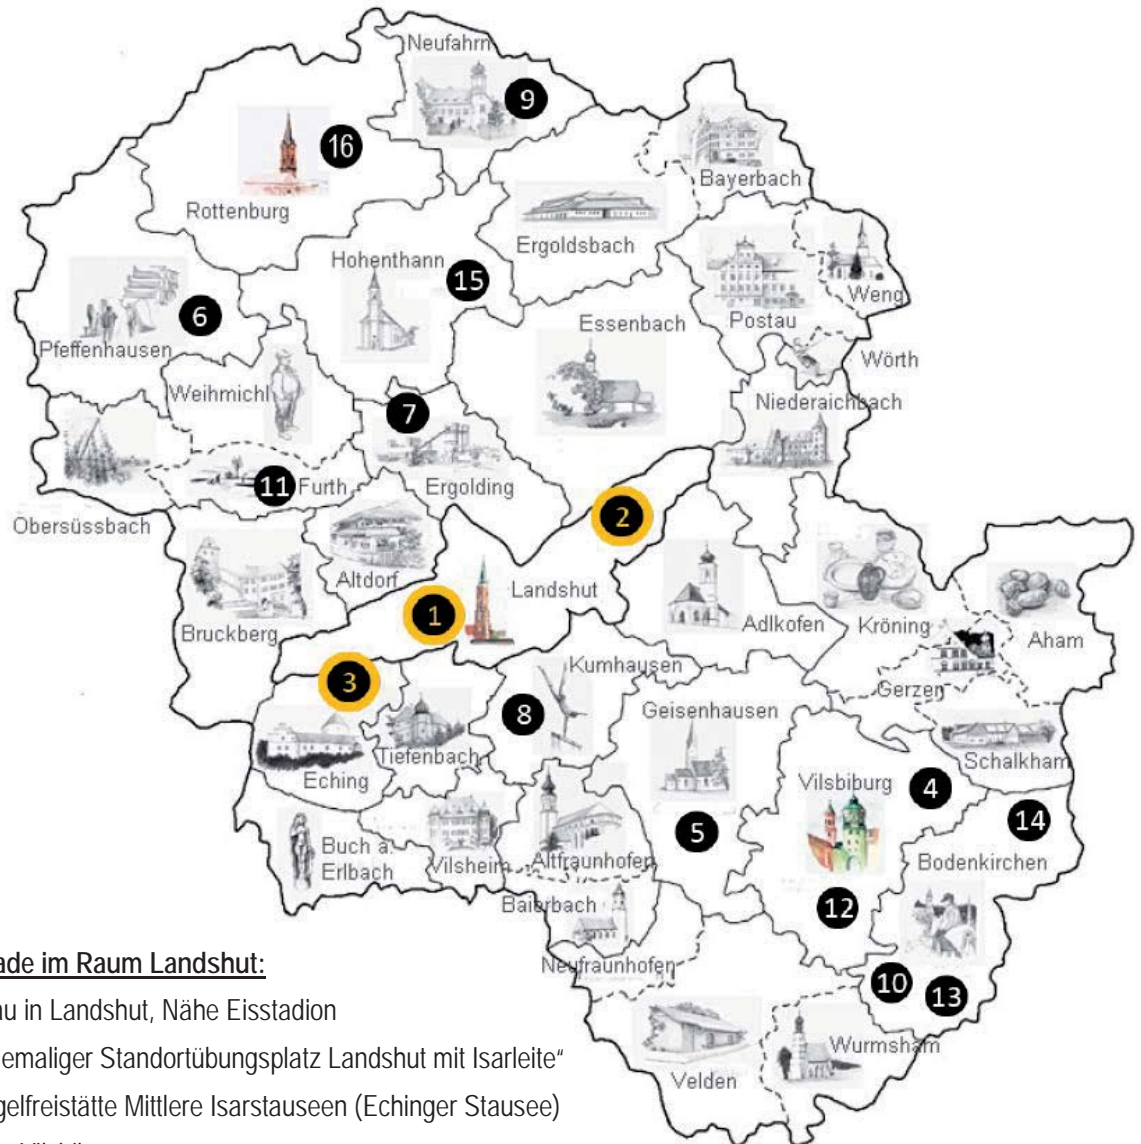 Neufahrn
9
16
Bayerbach
Rottenburg
Ergoldsbach
Hohenthann
15
Weng
6
Essenbach
Postau
Pfeffenhausen
Wörth
Weihmichl
Niederaichbach
7
11
Furth
Ergolding
2
Obersüssbach
Altdorf
Landshut
1
Adlkofen
Kröning
Bruckberg
Aham
Kumhausen
3
Gerzen
8
Geisenhausen
Tiefenbach
Schalkham
Eching
Vilsbiburg
4
5
14
Buch a.
Erlbach
Vilsheim
Altfraunhofen
Bodenkirchen
Baierbach
12
Neufraunhofen
10
13
Wurmsham
Velden
ade im Raum Landshut:
au in Landshut, Nähe Eisstadion
emaliger Standortübungsplatz Landshut mit Isarleite“
gelfreistätte Mittlere Isarstauseen (Echinger Stausee)